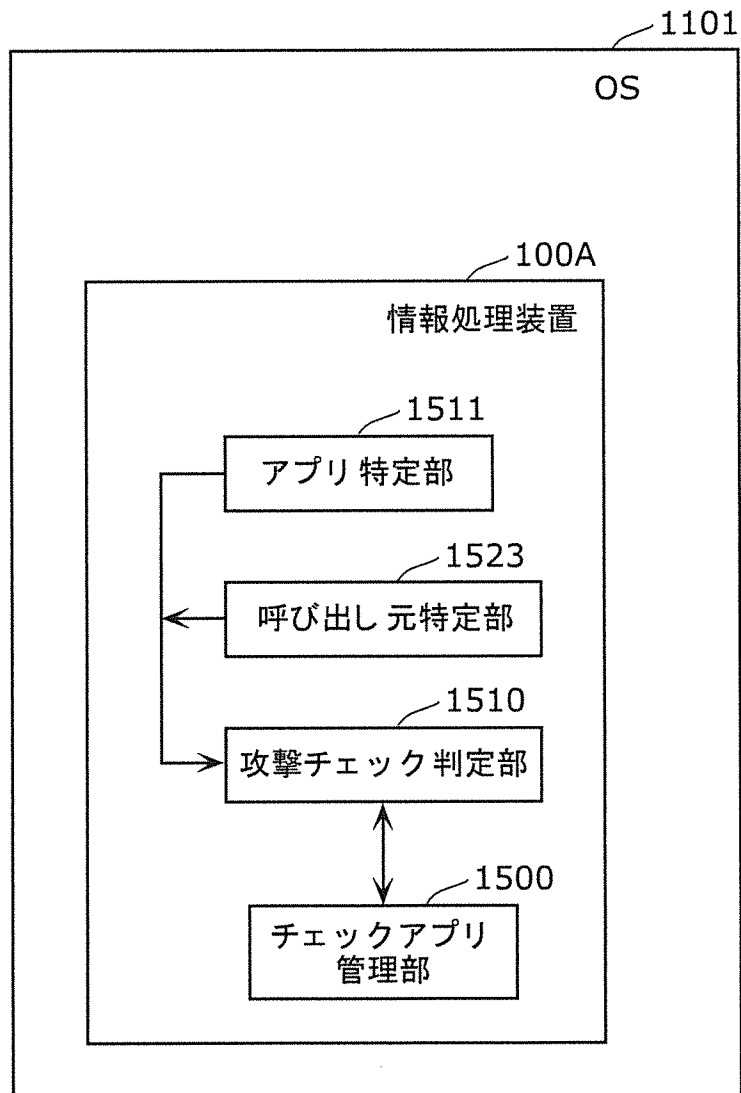 1101
OS
100A
情報処理装置
1511
アプリ特定部
1523
呼び出し元特定部
1510
攻撃チェック判定部
1500
チェックアプリ
管理部